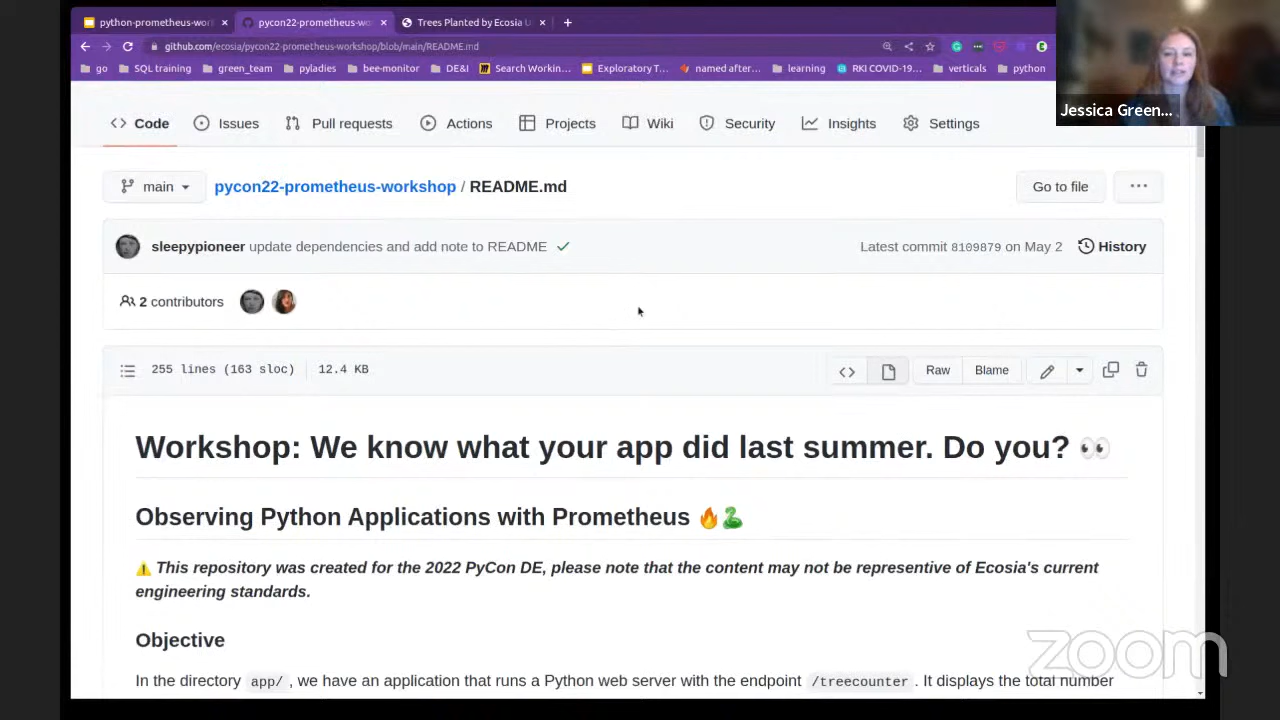 python-prometheus-wor
pycon22-prometheus-wo
Trees Planted by Ecosia U
github.com/ecosia/pycon22-prometheus-workshop/blob/main/README.md
go
SQL training
green_team
pyladies
bee-monitor
DE&I
Search Workin...
Exploratory T...
named after...
learning
RKI COVID-19...
verticals
python
Jessica Green...
Code
Issues
Pull requests
Actions
Projects
Wiki
Security
Insights
Settings
main
pycon22-prometheus-workshop / README.md
Go to file
sleepypioneer update dependencies and add note to README
Latest commit 8109879 on May 2
History
2 contributors
255 lines (163 sloc)
12.4 KB
Raw
Blame
Workshop: We know what your app did last summer. Do you? 👀
Observing Python Applications with Prometheus 🔥🐍
⚠️ This repository was created for the 2022 PyCon DE, please note that the content may not be representive of Ecosia's current
engineering standards.
Objective
In the directory app/ , we have an application that runs a Python web server with the endpoint /treecounter . It displays the total number
zoom